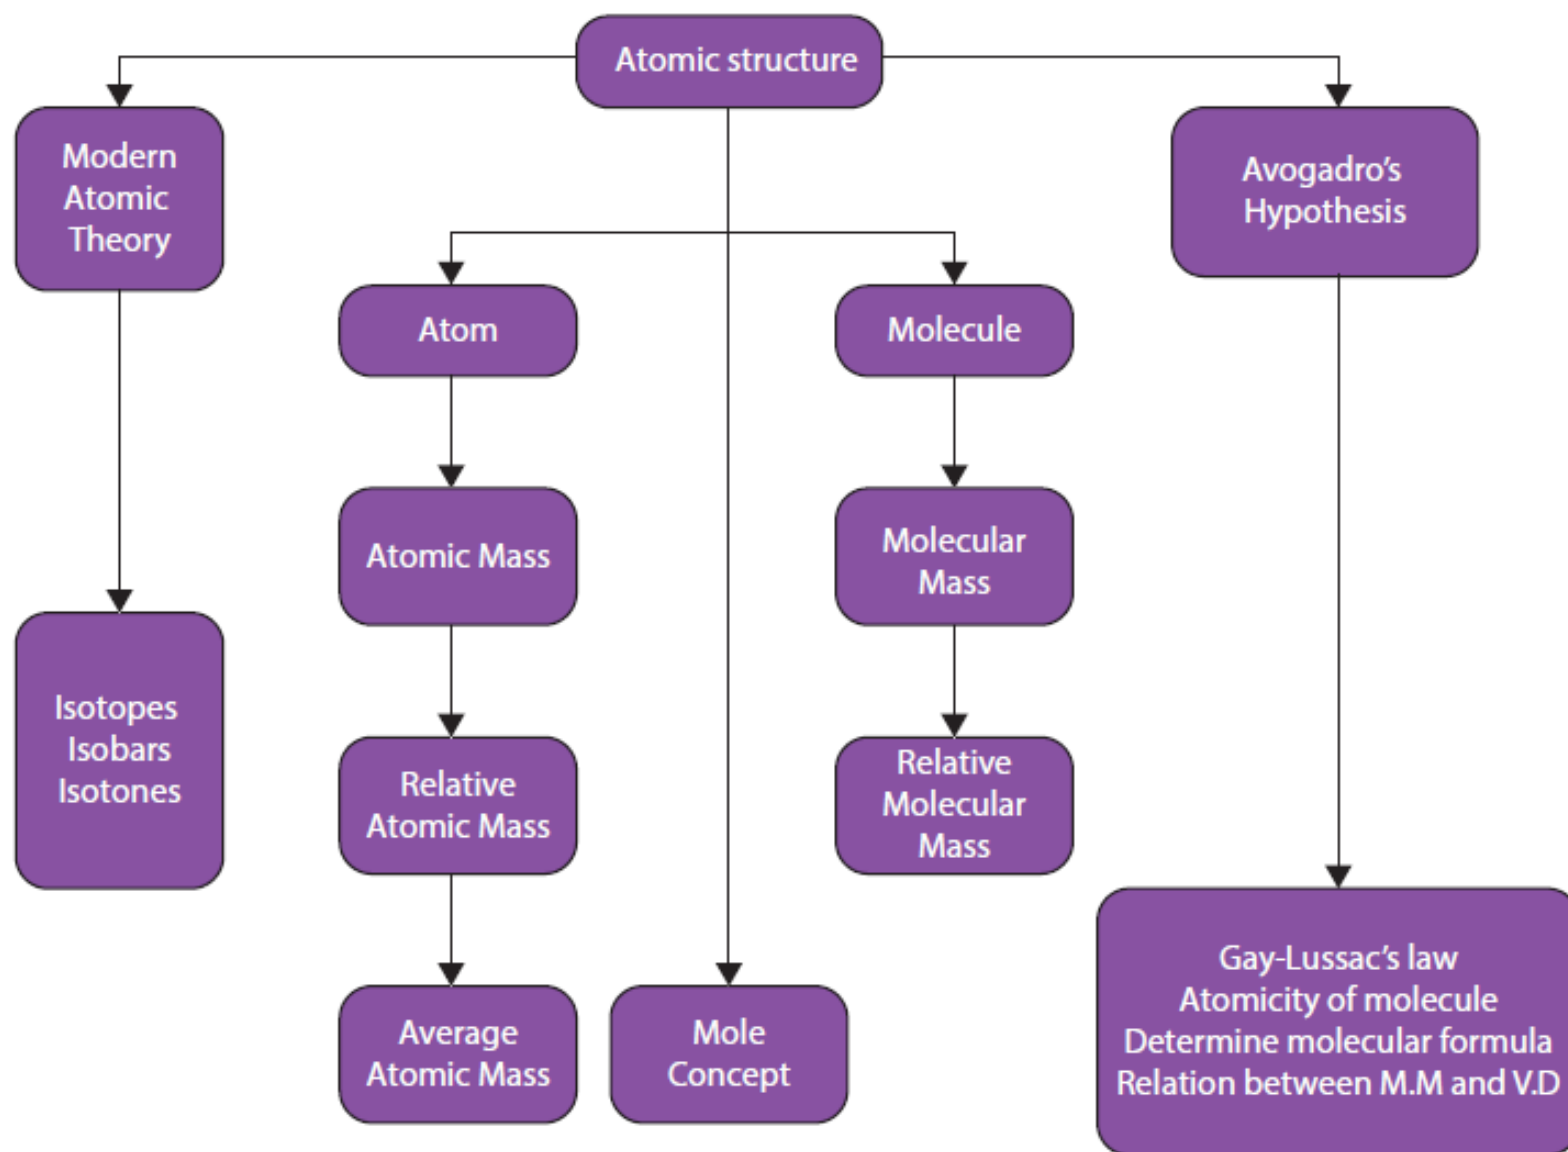 Atomic structure
Modern
Atomic
Theory
Avogadro’s
Hypothesis
Atom
Molecule
Atomic Mass
Molecular
Mass
Isotopes
Isobars
Isotones
Relative
Atomic Mass
Relative
Molecular
Mass
Average
Atomic Mass
Mole
Concept
Gay-Lussac’s law
Atomicity of molecule
Determine molecular formula
Relation between M.M and V.D